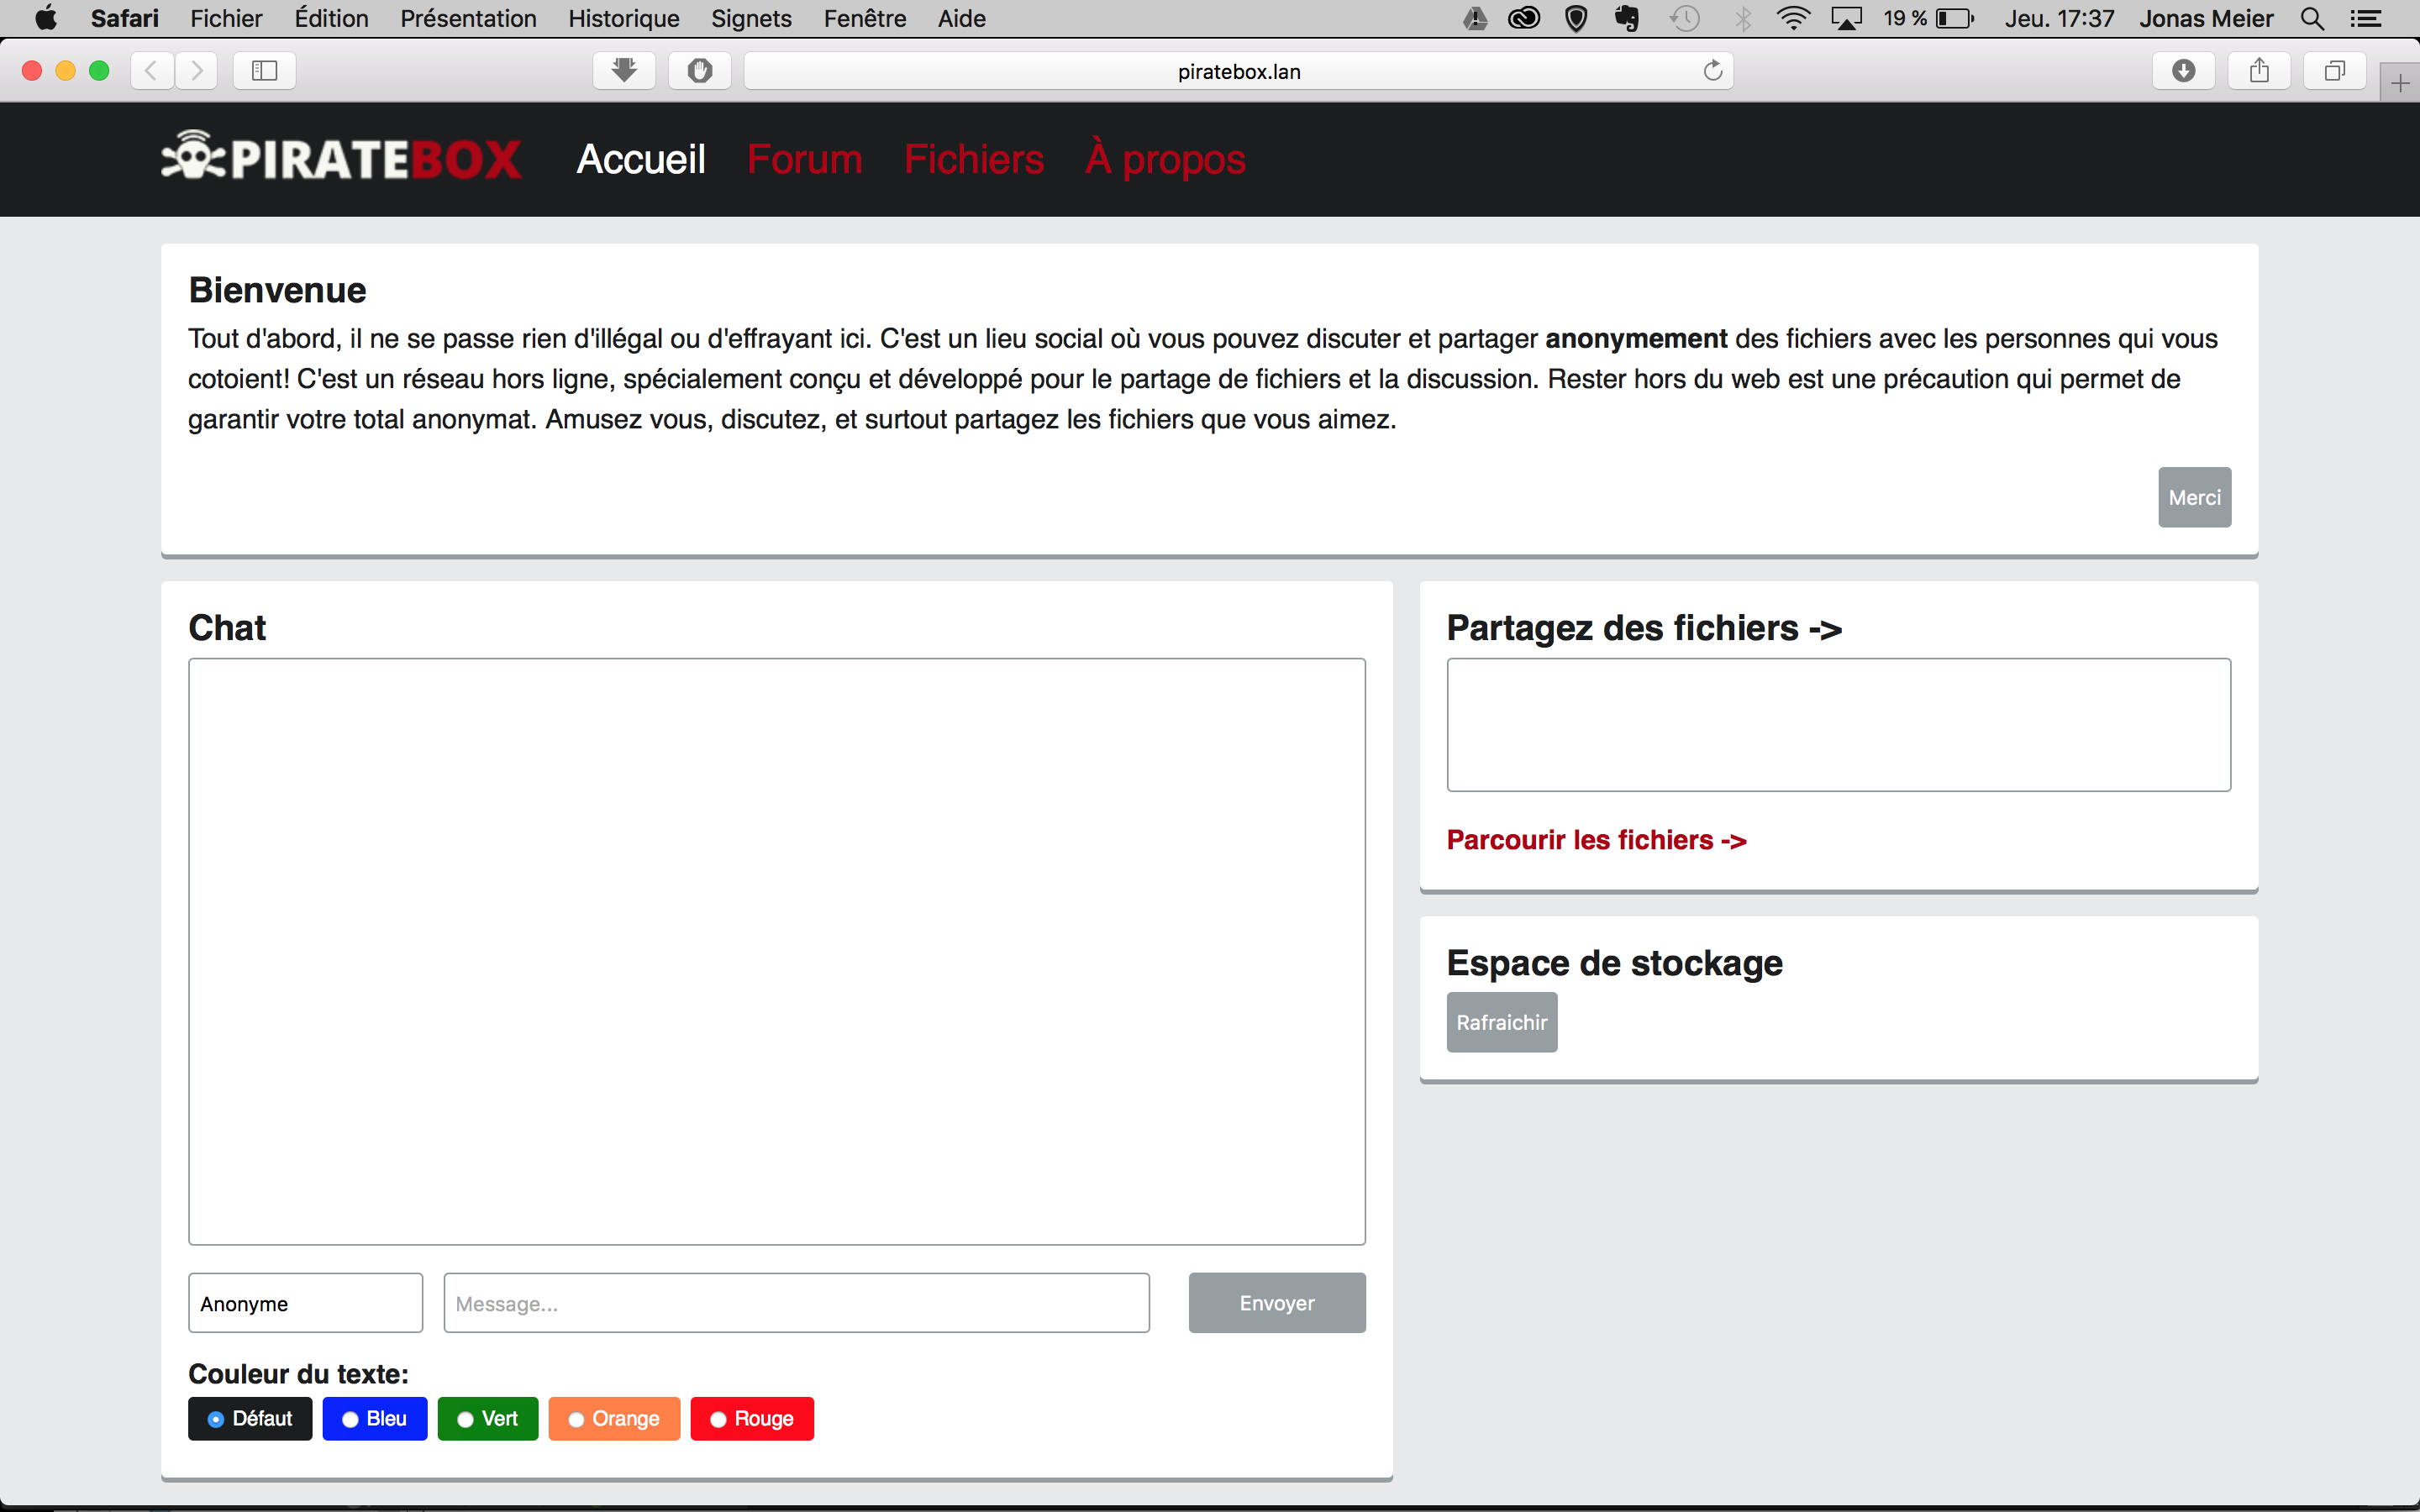 Safari Fichier Édition Présentation Historique Signets Fenêtre Aide 19 % Jeu. 17:37 Jonas Meier
piratebox.lan
PIRATEBOX Accueil Forum Fichiers À propos
Bienvenue
Tout d'abord, il ne se passe rien d'illégal ou d'effrayant ici. C'est un lieu social où vous pouvez discuter et partager anonymement des fichiers avec les personnes qui vous
cotoient! C'est un réseau hors ligne, spécialement conçu et développé pour le partage de fichiers et la discussion. Rester hors du web est une précaution qui permet de
garantir votre total anonymat. Amusez vous, discutez, et surtout partagez les fichiers que vous aimez.
Merci
Chat
Anonyme Message... Envoyer
Couleur du texte:
Défaut Bleu Vert Orange Rouge
Partagez des fichiers ->
Parcourir les fichiers ->
Espace de stockage
Rafraichir